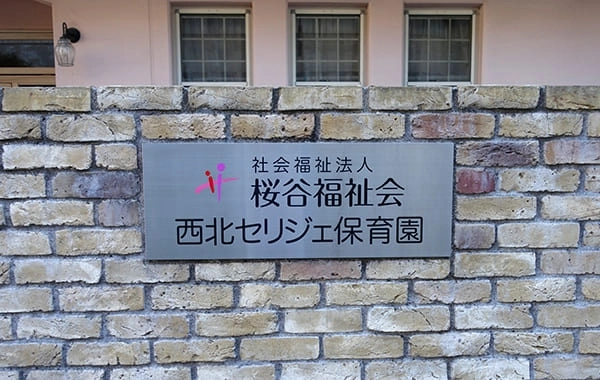 社会福祉法人
桜谷福祉会
西北セリジェ保育園